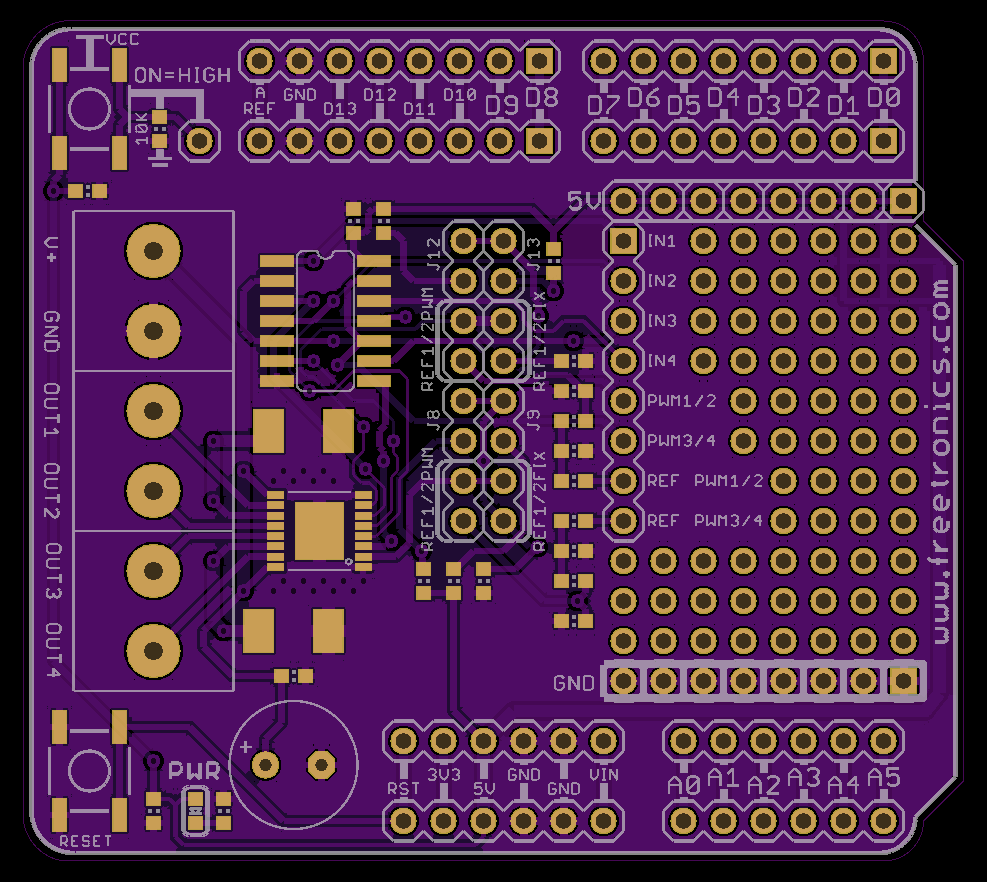 VCC
ON=HIGH
10K
A
REF
GND
D13
D12
D11
D10
D9
D8
D7
D6
D5
D4
D3
D2
D1
D0
5V
IN1
IN2
IN3
IN4
PWM1/2
PWM3/4
REF PWM1/2
REF PWM3/4
GND
V+
GND
OUT1
OUT2
OUT3
OUT4
J12
J13
REF1/2PWM
REF1/2FIX
J8
J9
REF1/2PWM
REF1/2FIX
www.freetronics.com
+
PWR
RESET
RST
3V3
5V
GND
GND
VIN
A0
A1
A2
A3
A4
A5